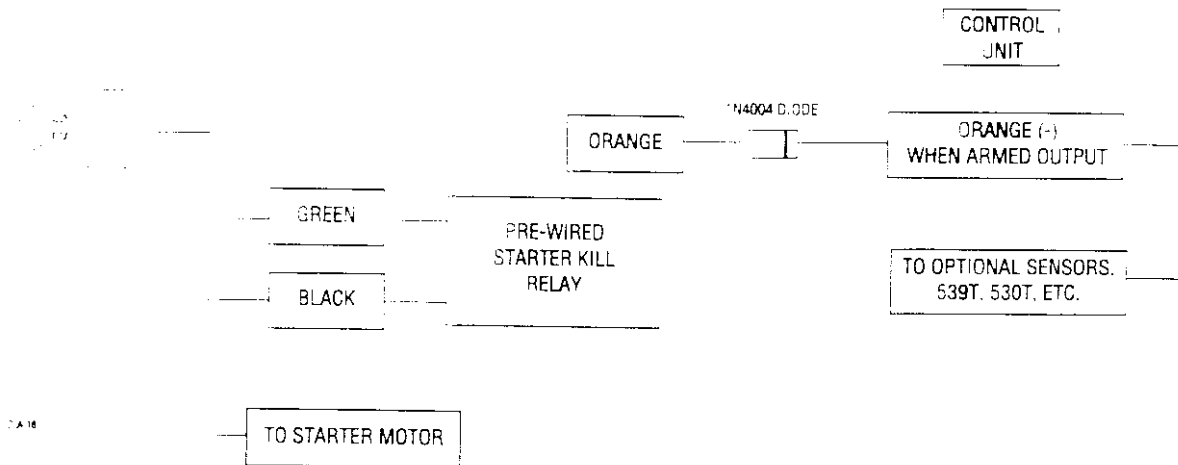 CONTROL
UNIT
1N4004 DIODE
ORANGE
ORANGE (-)
WHEN ARMED OUTPUT
GREEN
PRE-WIRED
STARTER KILL
RELAY
BLACK
TO OPTIONAL SENSORS.
539T. 530T, ETC.
TO STARTER MOTOR